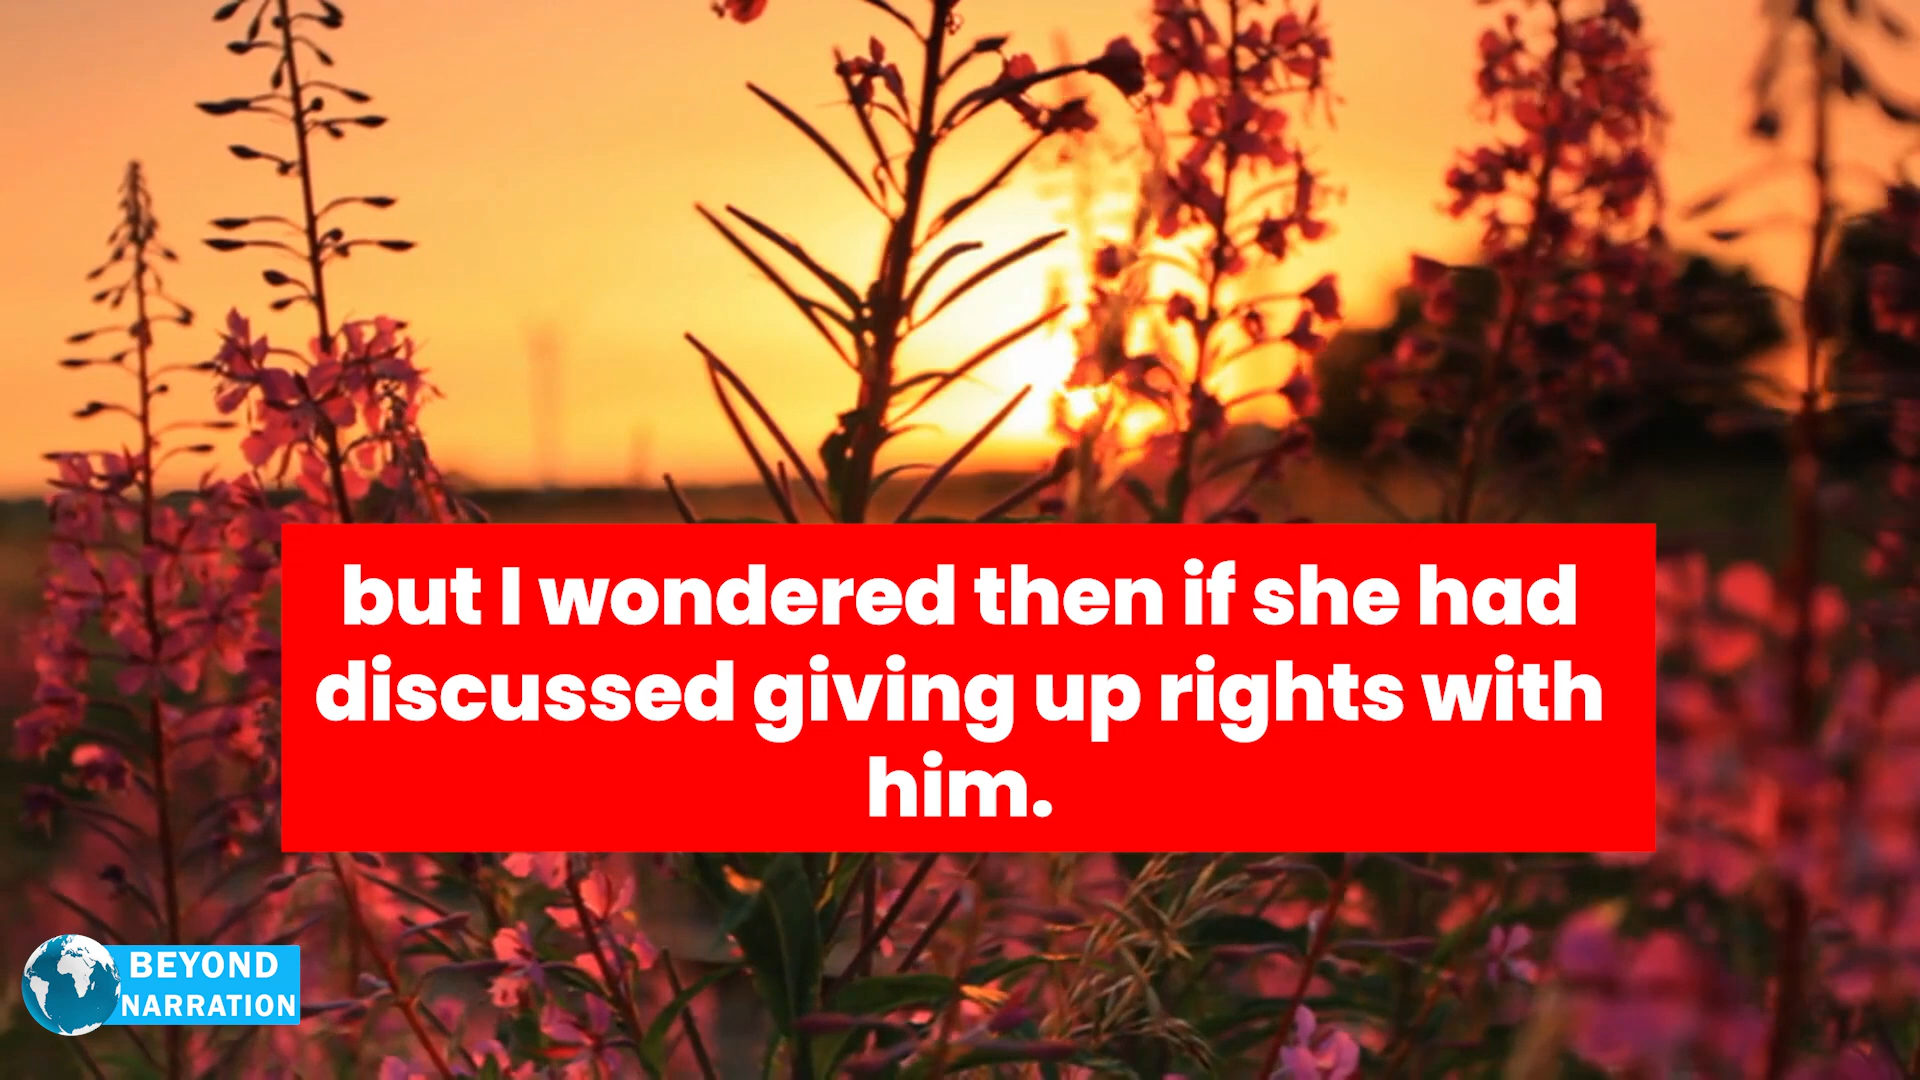 but I wondered then if she had
discussed giving up rights with
him.
BEYOND
NARRATION